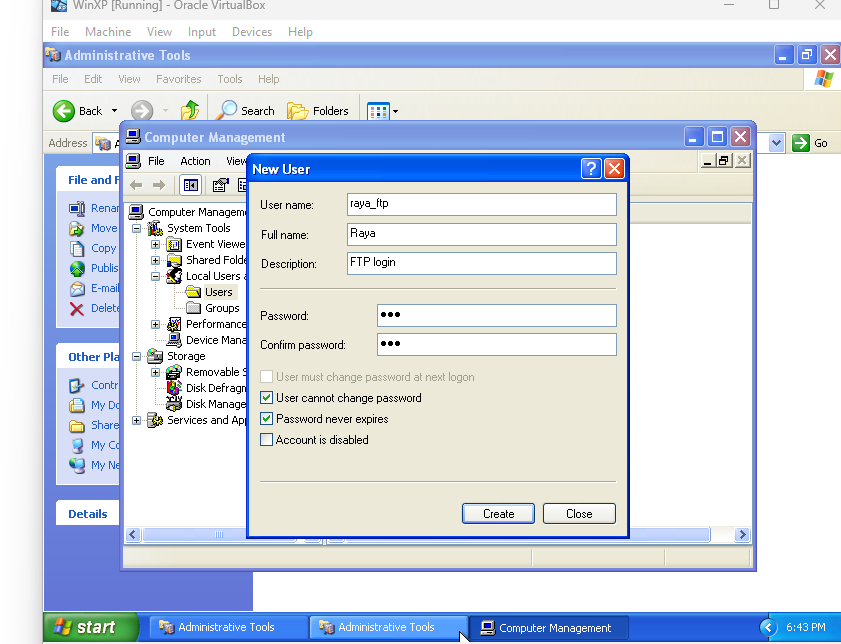 WinXP [Running] - Oracle VirtualBox
File Machine View Input Devices Help
Administrative Tools
File Edit View Favorites Tools Help
Back Search Folders
Address A Go
Computer Management
File Action View
New User
File and F
Renar
Move
Copy
Publis
E-mai
Delete
Other Pla
Contr
My Do
Share
My Co
My Ne
Details
Computer Manageme
System Tools
Event Viewe
Shared Folde
Local Users a
Users
Groups
Performance
Device Mana
Storage
Removable S
Disk Defragm
Disk Manage
Services and App
User name: raya_ftp
Full name: Raya
Description: FTP login
Password: •••
Confirm password: •••
User must change password at next logon
User cannot change password
Password never expires
Account is disabled
Create Close
start Administrative Tools Administrative Tools Computer Management 6:43 PM